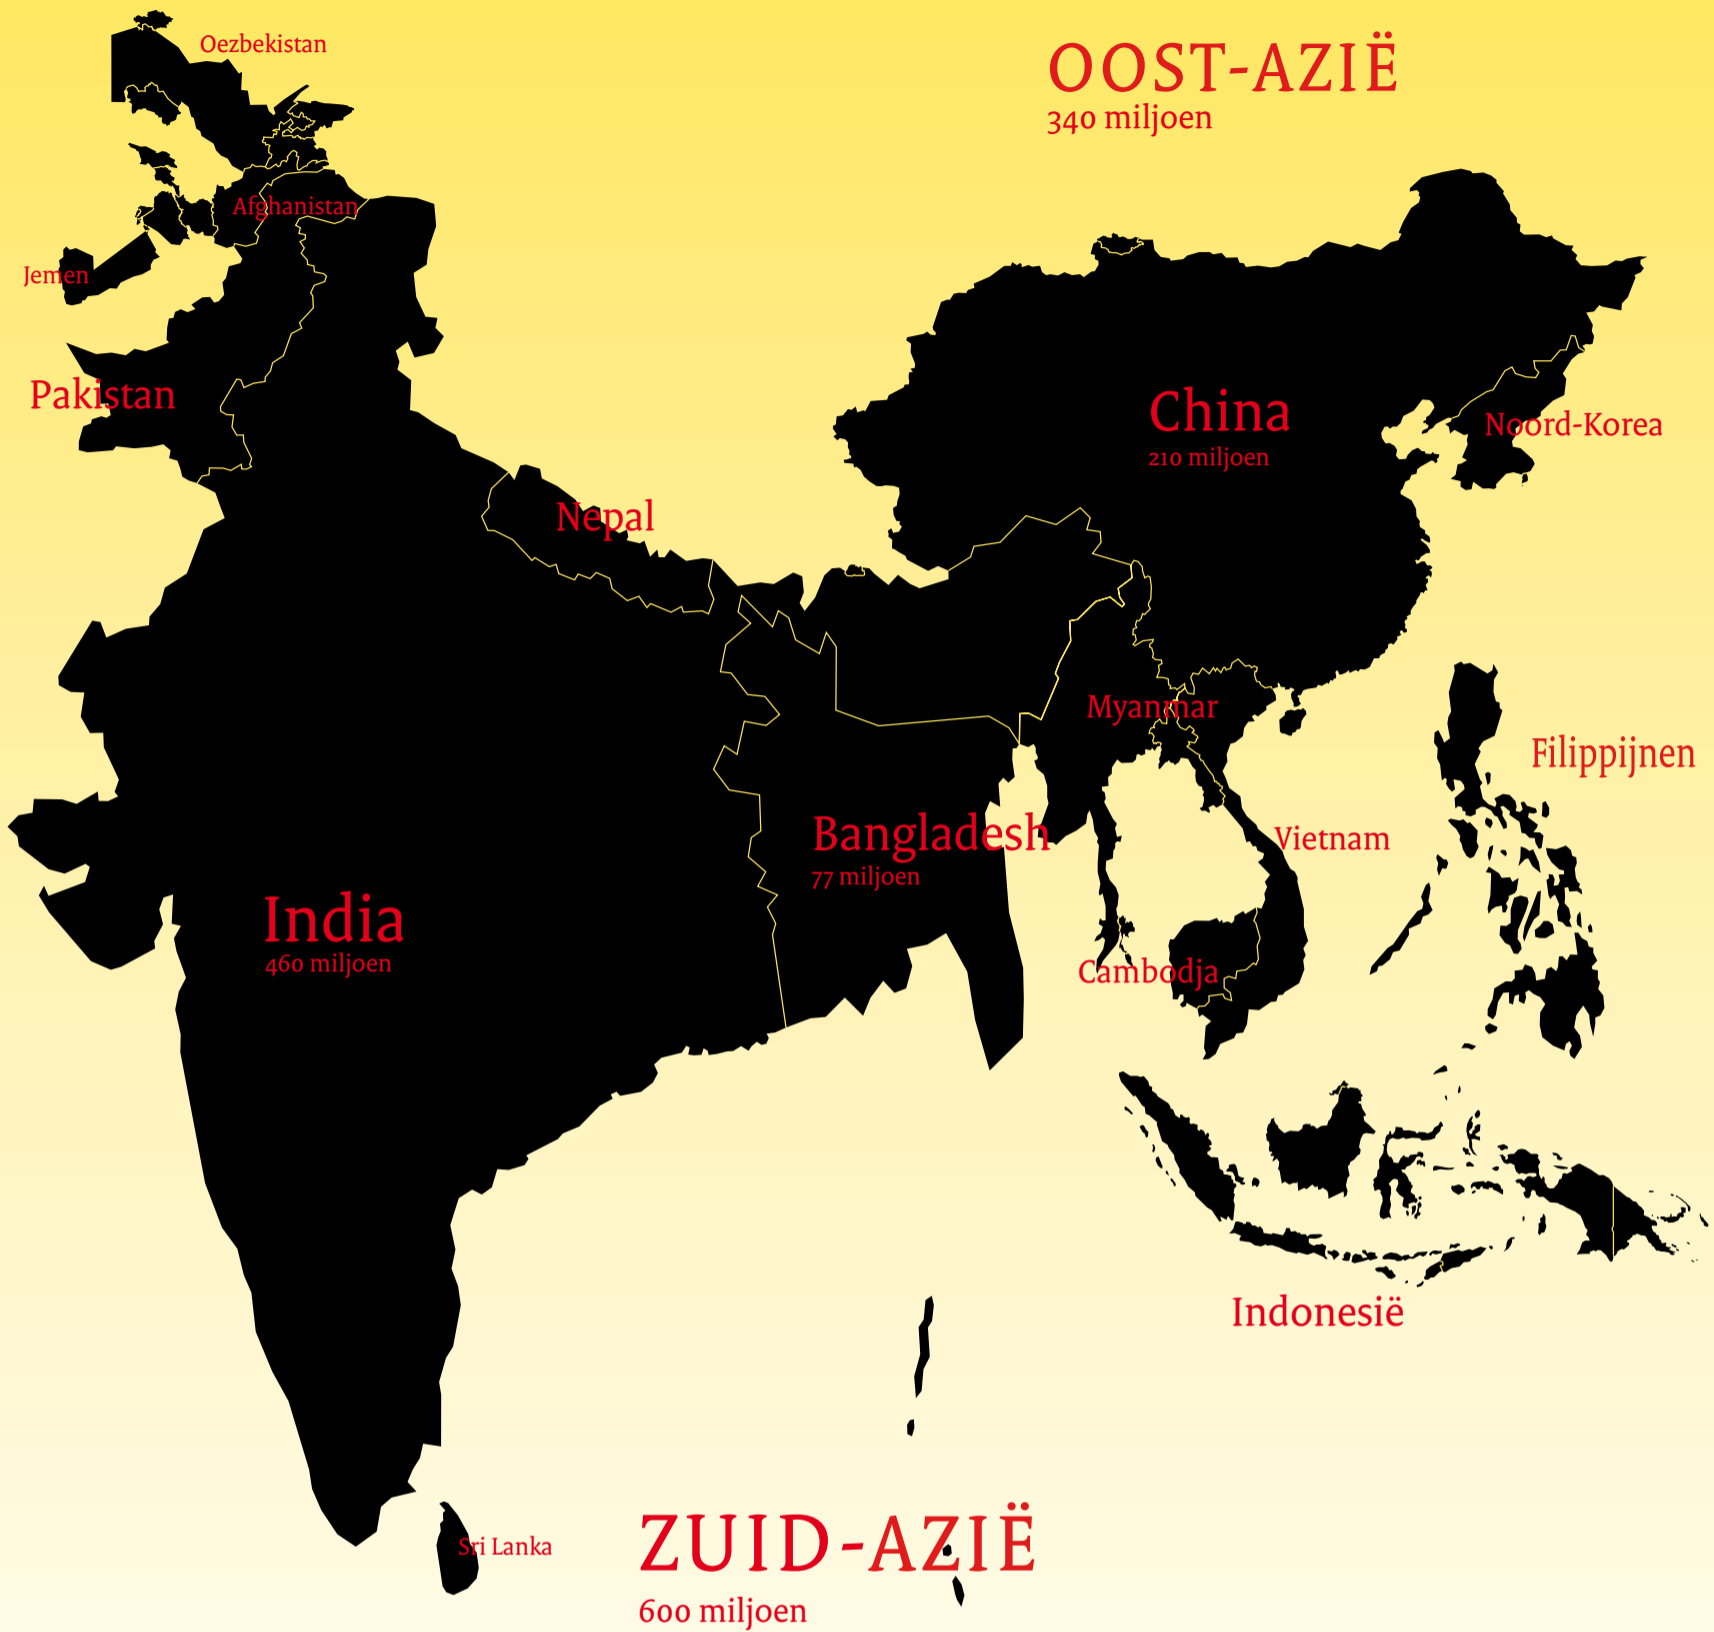 Oezbekistan
OOST-AZIË
340 miljoen
Afghanistan
Jemen
Pakistan
China
210 miljoen
Noord-Korea
Nepal
Myanmar
Filippijnen
Bangladesh
77 miljoen
Vietnam
India
460 miljoen
Cambodja
Indonesië
ZUID-AZIË
600 miljoen
Sri Lanka